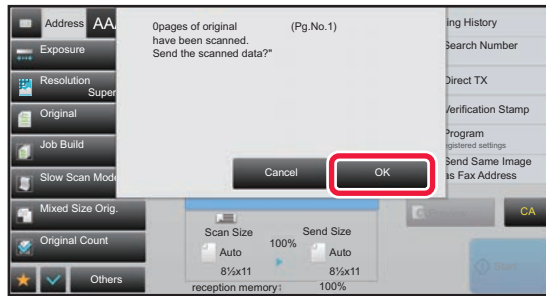 Address AA
Exposure
Resolution
Super
Original
Job Build
Slow Scan Mode
Mixed Size Orig.
Original Count
Others
0pages of original (Pg.No.1)
have been scanned.
Send the scanned data?"
Cancel
OK
Scan Size
Auto
8½x11
100%
Send Size
Auto
8½x11
reception memory: 100%
ing History
Search Number
Direct TX
Verification Stamp
Program
gistered settings
Send Same Image
as Fax Address
CA
Start